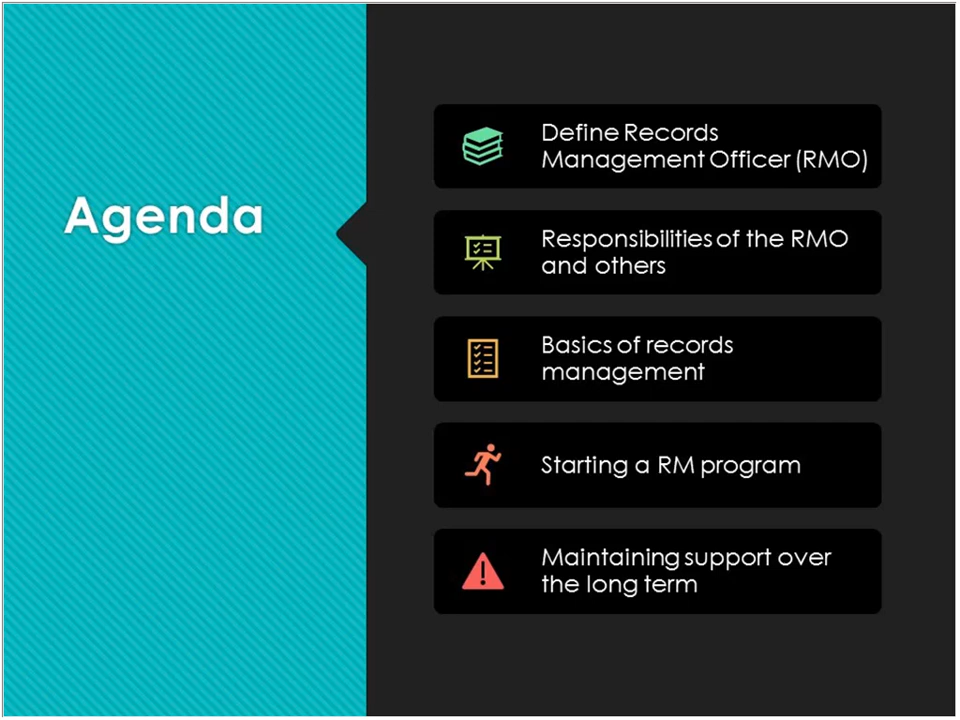 Agenda
Define Records
Management Officer (RMO)
Responsibilities of the RMO
and others
Basics of records
management
Starting a RM program
Maintaining support over
the long term